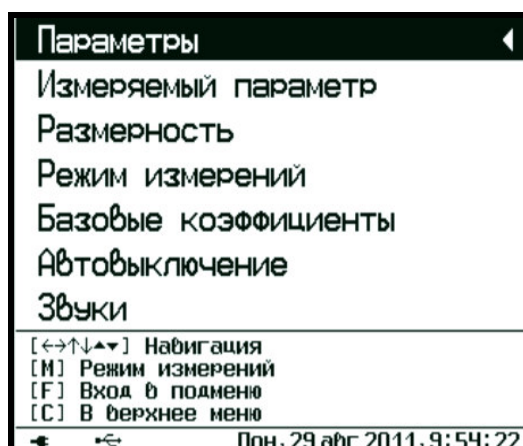 Параметры
Измеряемый параметр
Размерность
Режим измерений
Базовые коэффициенты
Автовыключение
Звуки
[←→↑↓▲▼] Навигация
[M] Режим измерений
[F] Вход в подменю
[C] В верхнее меню
Пон,29 авг 2011,9:54:22